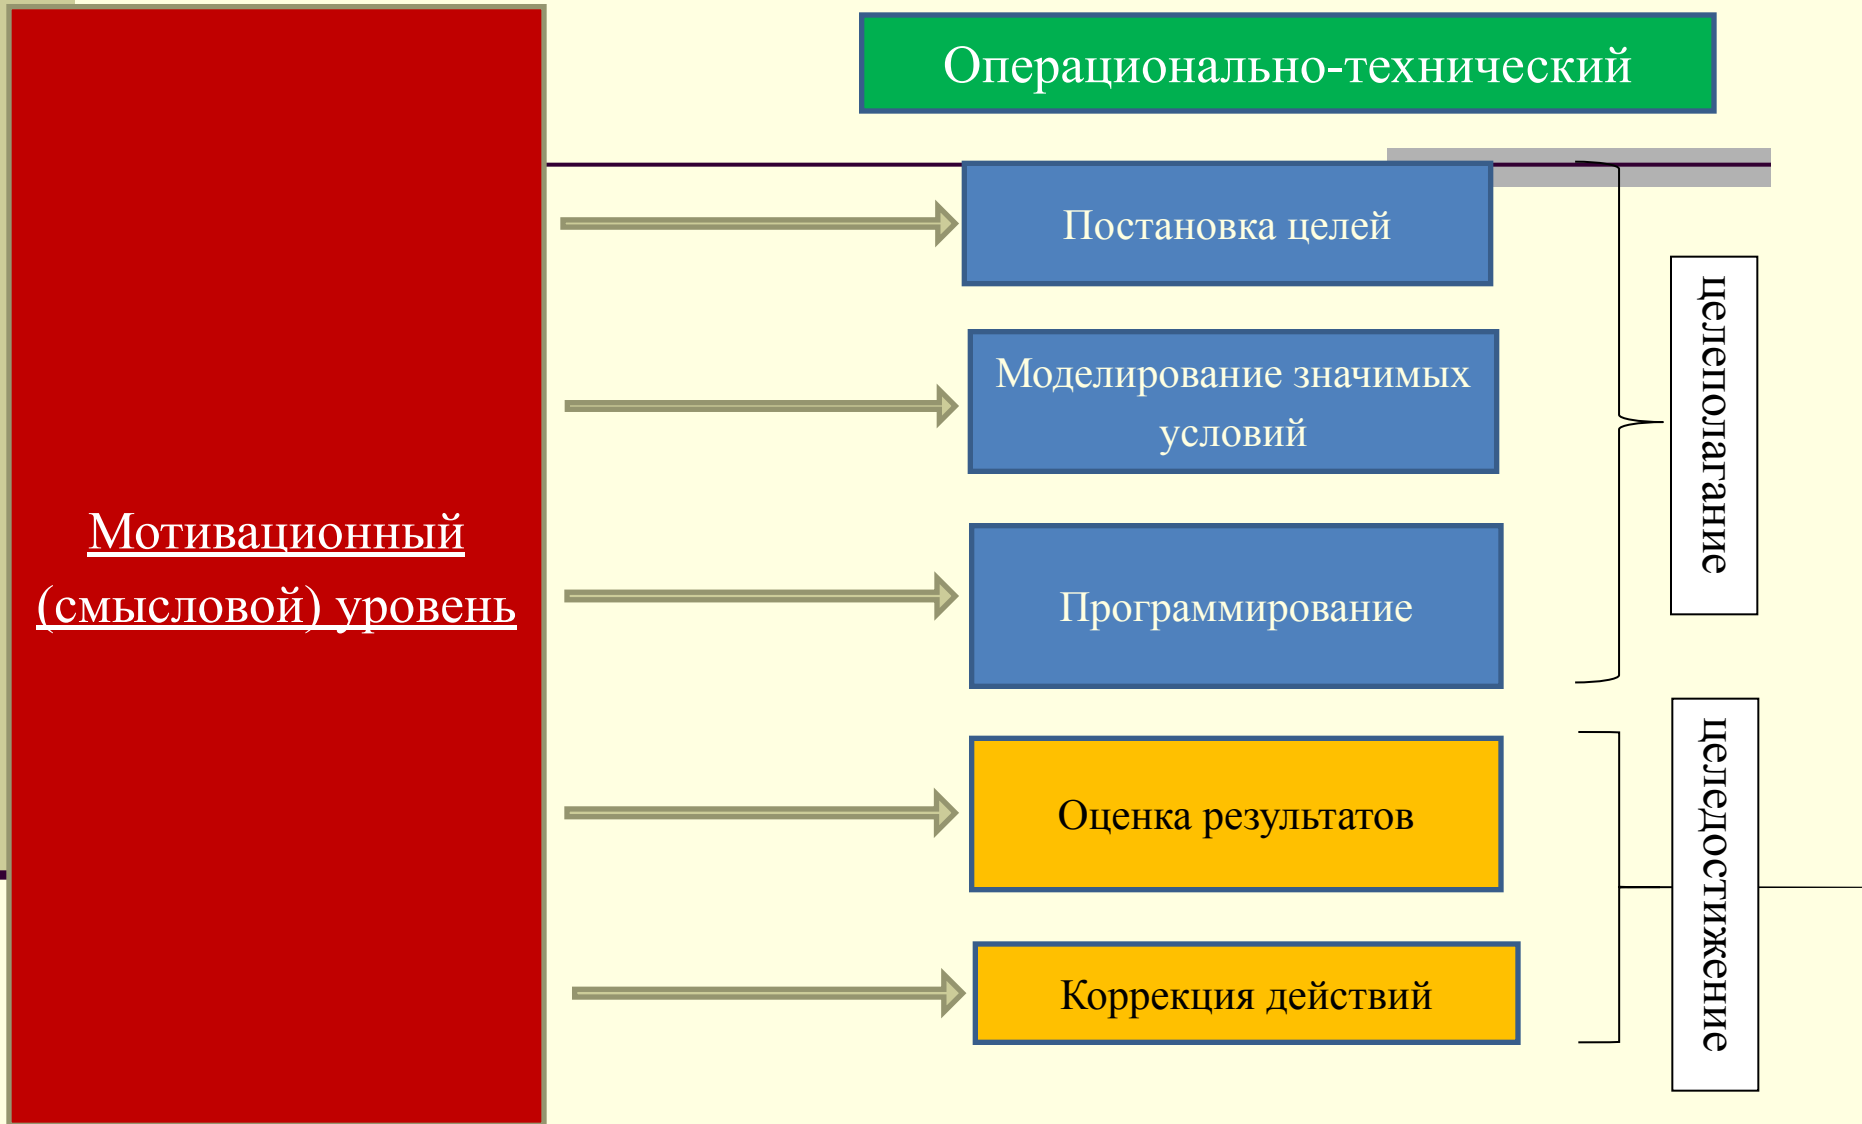 Операционально-технический
Мотивационный
(смысловой) уровень
Постановка целей
Моделирование значимых
условий
Программирование
Оценка результатов
Коррекция действий
целеполагание
целедостижение